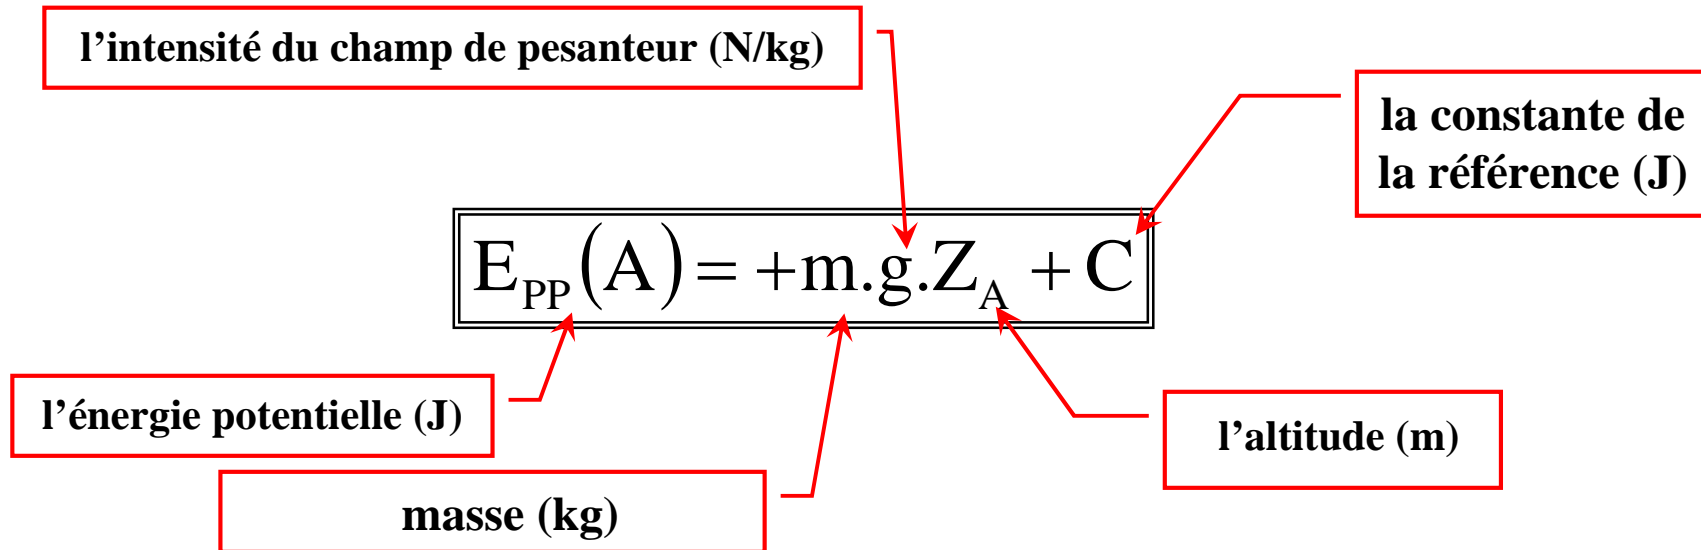 l’intensité du champ de pesanteur (N/kg)
la constante de
la référence (J)
E_PP(A) = +m.g.Z_A + C
l’énergie potentielle (J)
l’altitude (m)
masse (kg)